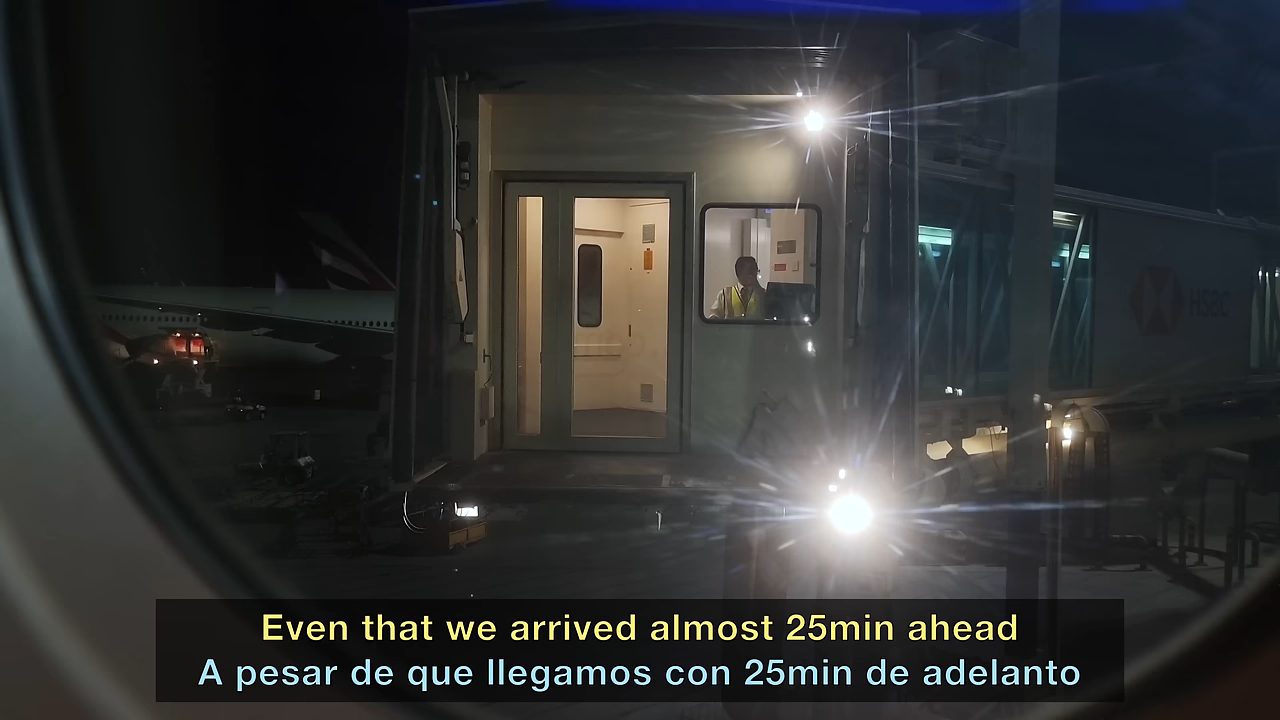 HSBC
Even that we arrived almost 25min ahead
A pesar de que llegamos con 25min de adelanto